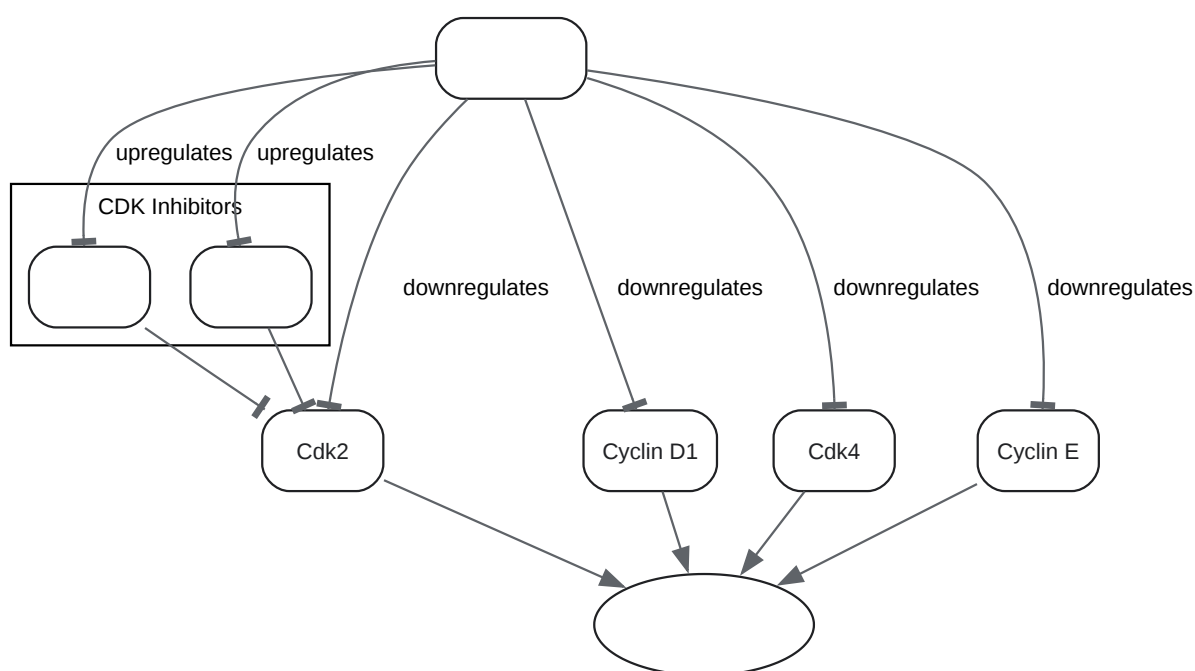 upregulates upregulates
CDK Inhibitors
downregulates downregulates downregulates downregulates
Cdk2 Cyclin D1 Cdk4 Cyclin E